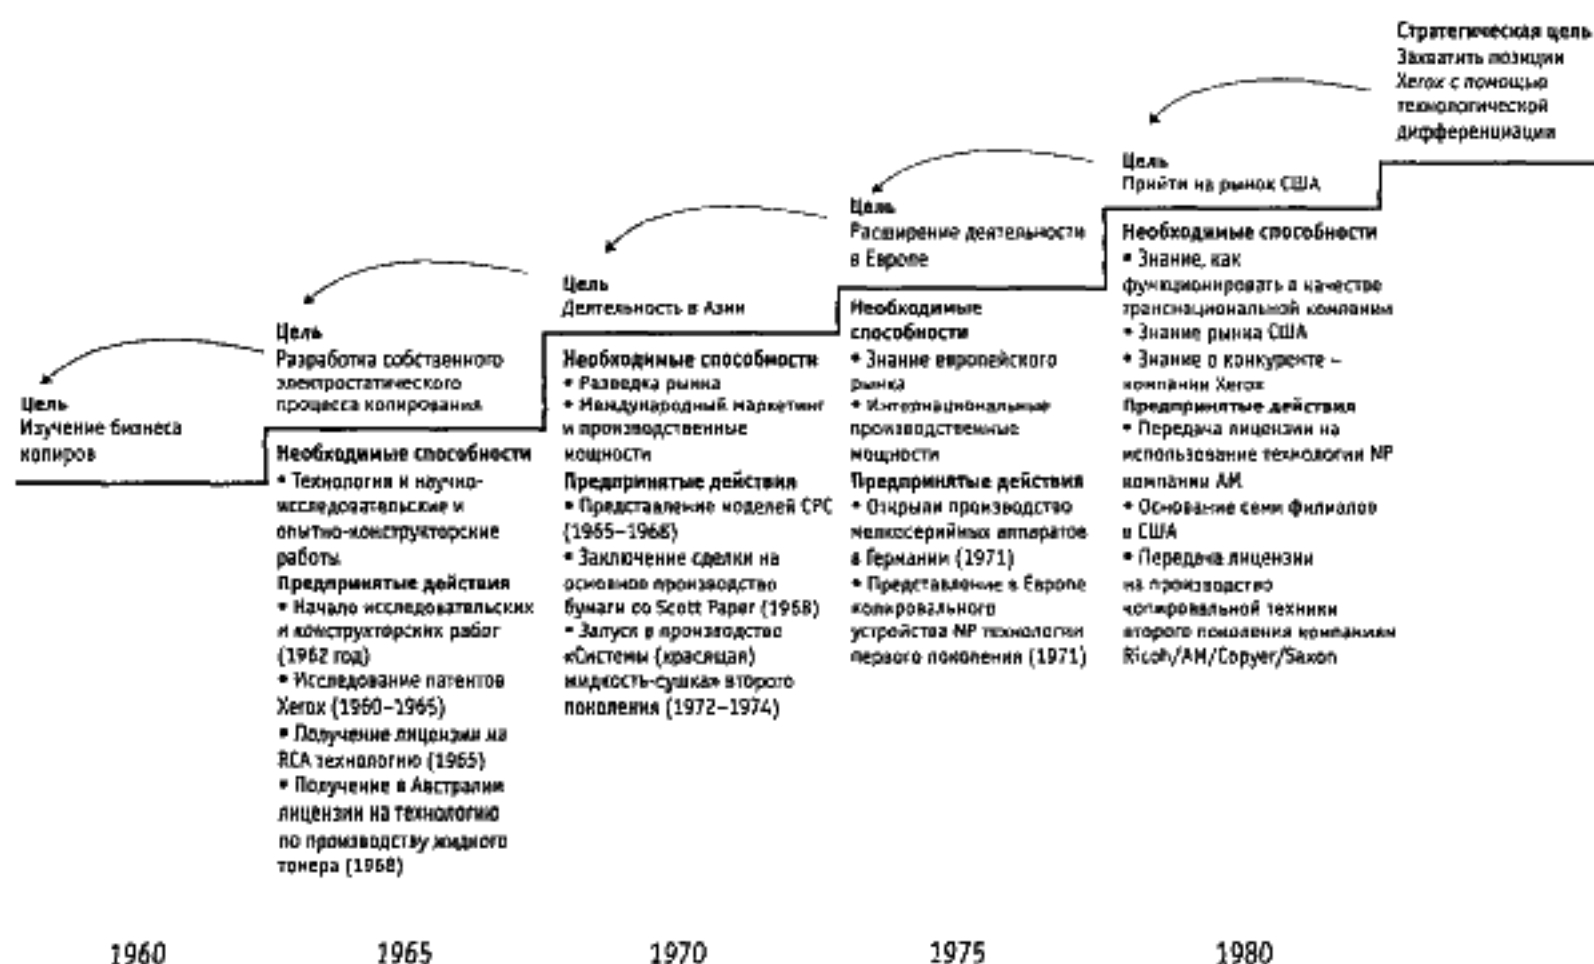 Стратегическая цель
Захватить позиции
Xerox с помощью
технологической
дифференциации
Цель
Прийти на рынок США
Необходимые способности
• Знание, как
функционировать в качестве
транснациональной компании
• Знание рынка США
• Знание о конкуренте –
компании Xerox
Предпринятые действия
• Передача лицензии на
использование технологии NP
компании AM
• Основание семи филиалов
в США
• Передача лицензии
на производство
копировальной техники
второго поколения компаниям
Ricoh/AM/Copyer/Saxon
Цель
Расширение деятельности
в Европе
Необходимые
способности
• Знание европейского
рынка
• Интернациональные
производственные
мощности
Предпринятые действия
• Открыли производство
мелкосерийных аппаратов
в Германии (1971)
• Представление в Европе
копировального
устройства NP технологии
первого поколения (1971)
Цель
Деятельность в Азии
Необходимые способности
• Разведка рынка
• Международный маркетинг
и производственные
мощности
Предпринятые действия
• Представление моделей CPC
(1965–1968)
• Заключение сделки на
основное производство
бумаги со Scott Paper (1968)
• Запуск в производство
«Системы (красящая)
жидкость-сушка» второго
поколения (1972–1974)
Цель
Разработка собственного
электростатического
процесса копирования
Необходимые способности
• Технология и научно-
исследовательские и
опытно-конструкторские
работы
Предпринятые действия
• Начало исследовательских
и конструкторских работ
(1962 год)
• Исследование патентов
Xerox (1960–1965)
• Получение лицензии на
RCA технологию (1965)
• Получение в Австралии
лицензии на технологию
по производству жидкого
тонера (1968)
Цель
Изучение бизнеса
копиров
1960 1965 1970 1975 1980